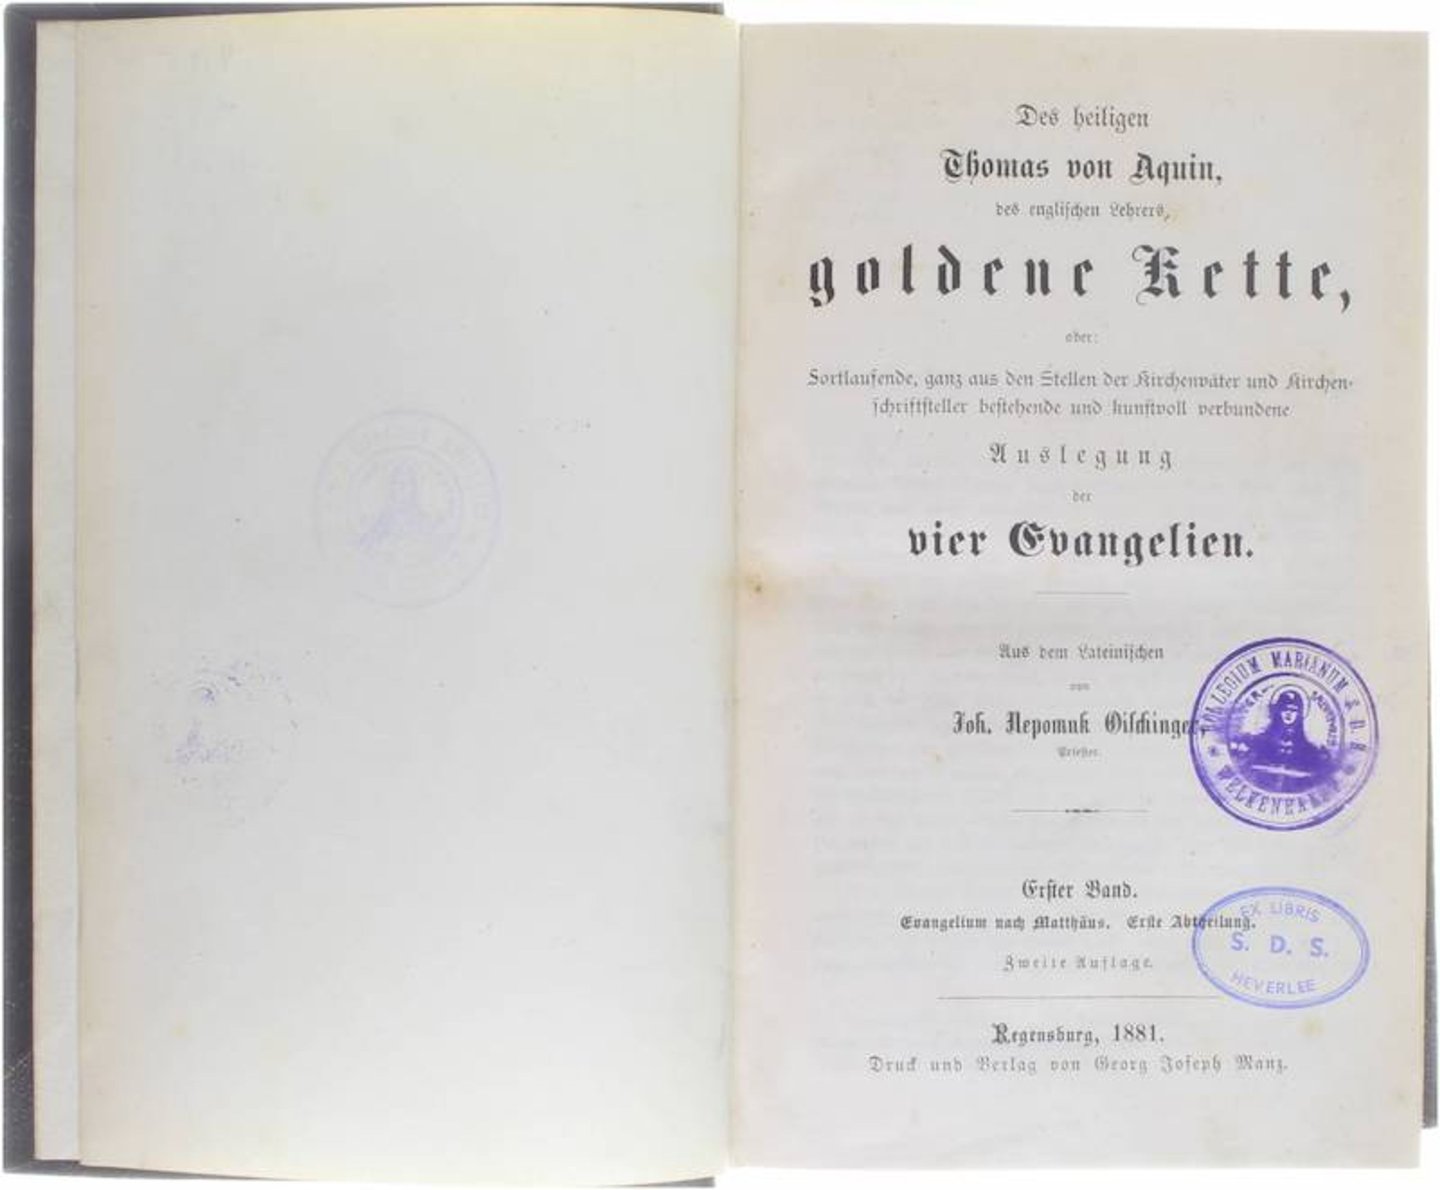 Des heiligen
Thomas von Aquin,
des englischen Lehrers,
goldene Kette,
oder:
Fortlaufende, ganz aus den Stellen der Kirchenväter und Kirchen-
schriftsteller bestehende und kunstvoll verbundene
Auslegung
der
vier Evangelien.
Aus dem Lateinischen
von
Joh. Nepomuk Oischinger,
Priester.
COLLEGIUM MARIANUM S.D.S.
WELKENRA
Erster Band.
Evangelium nach Matthäus. Erste Abtheilung.
Zweite Auflage.
EX LIBRIS
S. D. S.
HEVERLEE
Regensburg, 1881.
Druck und Verlag von Georg Joseph Manz.